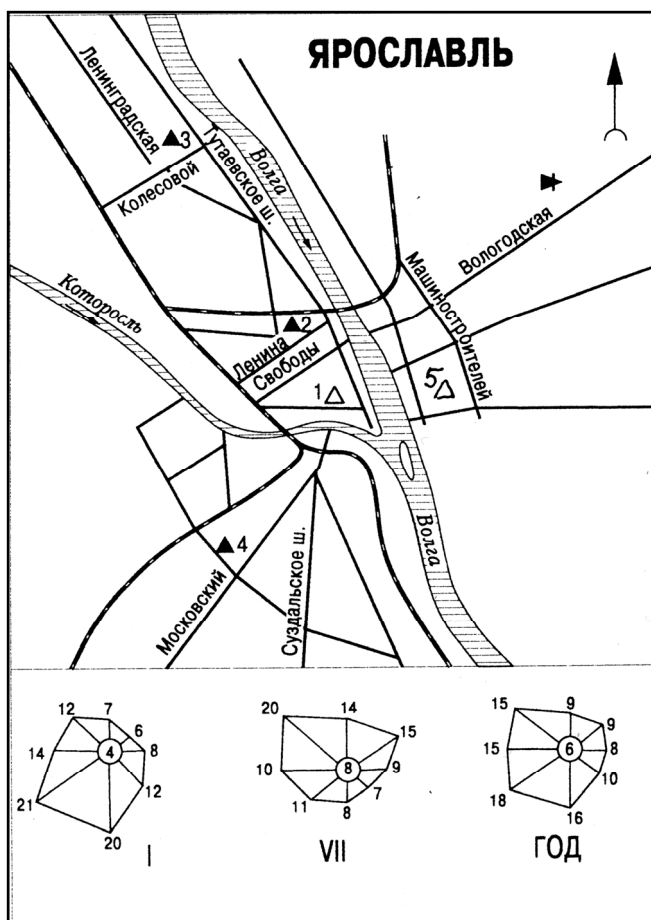 ЯРОСЛАВЛЬ
Ленинградская
3
Тутаевское ш.
Колесовой
Волга
Вологодская
Которосль
Машиностроителей
2
Ленина
Свободы
1
5
4
Волга
Московский
Суздальское ш.
12 7 6 8 12 20 21 14 4
I
20 14 15 9 7 8 11 10 8
VII
15 9 9 8 10 16 18 15 6
ГОД